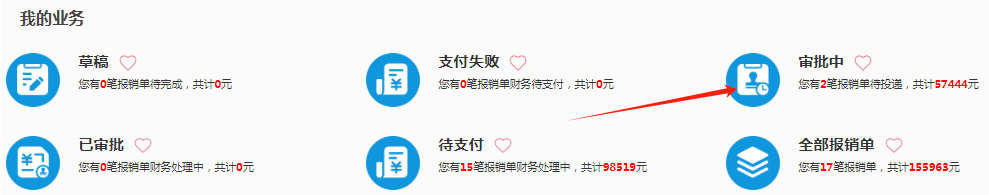 我的业务
草稿
您有0笔报销单待完成，共计0元
支付失败
您有0笔报销单财务待支付，共计0元
审批中
您有2笔报销单待投递，共计57444元
已审批
您有0笔报销单财务处理中，共计0元
待支付
您有15笔报销单财务处理中，共计98519元
全部报销单
您有17笔报销单，共计155963元